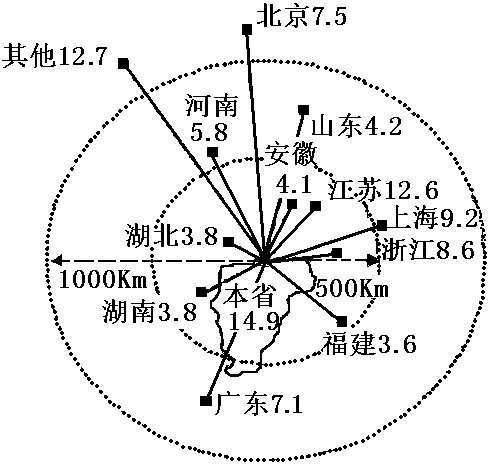 北京7.5
其他12.7
河南
5.8
山东4.2
安徽
4.1
江苏12.6
上海9.2
湖北3.8
浙江8.6
1000Km
500Km
本省
14.9
湖南3.8
福建3.6
广东7.1